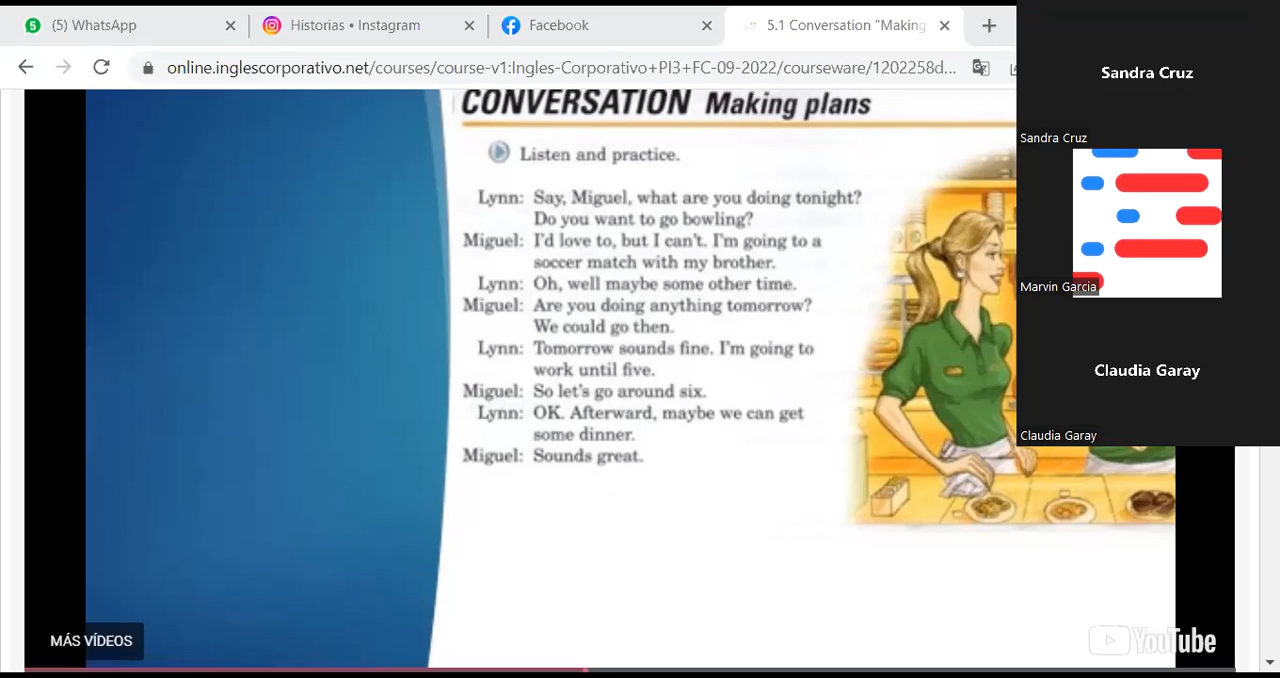 (5) WhatsApp
Historias • Instagram
Facebook
5.1 Conversation "Making
online.inglescorporativo.net/courses/course-v1:Ingles-Corporativo+PI3+FC-09-2022/courseware/1202258d...
CONVERSATION Making plans
Listen and practice.
Lynn: Say, Miguel, what are you doing tonight?
Do you want to go bowling?
Miguel: I'd love to, but I can't. I'm going to a
soccer match with my brother.
Lynn: Oh, well maybe some other time.
Miguel: Are you doing anything tomorrow?
We could go then.
Lynn: Tomorrow sounds fine. I'm going to
work until five.
Miguel: So let's go around six.
Lynn: OK. Afterward, maybe we can get
some dinner.
Miguel: Sounds great.
MÁS VÍDEOS
YouTube
Sandra Cruz
Sandra Cruz
Marvin Garcia
Claudia Garay
Claudia Garay